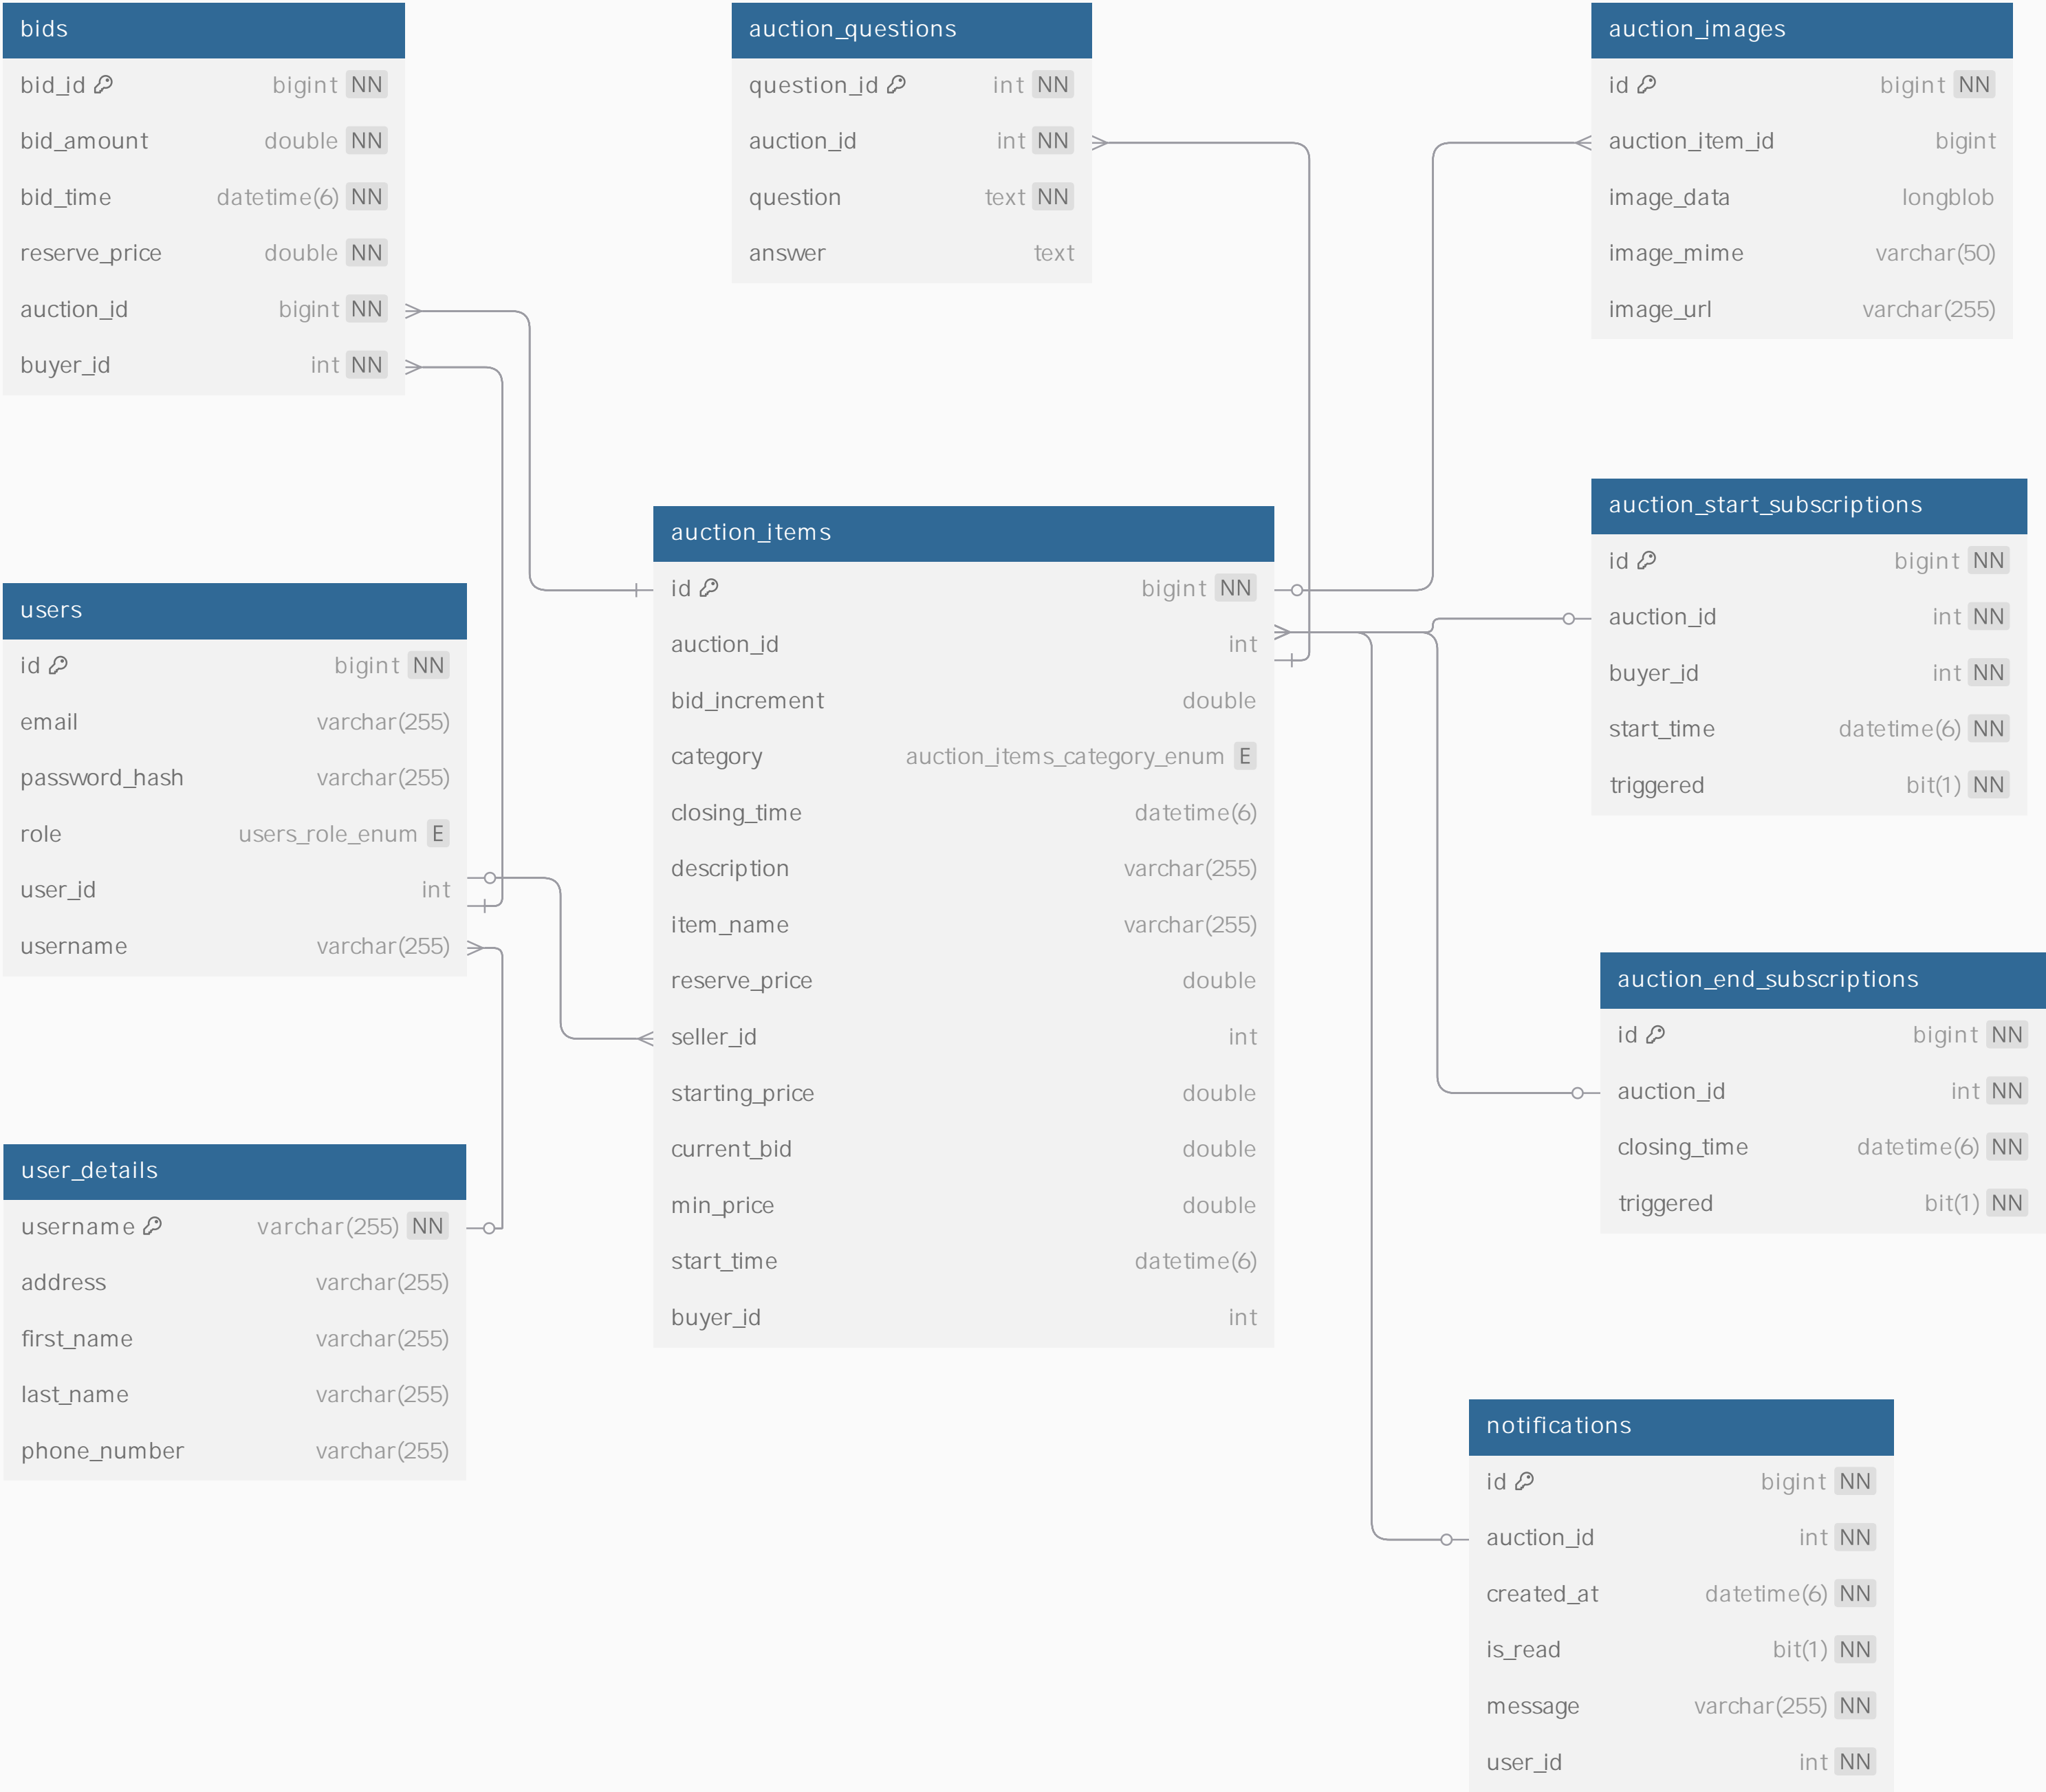 bids
bid_id bigint NN
bid_amount double NN
bid_time datetime(6) NN
reserve_price double NN
auction_id bigint NN
buyer_id int NN
auction_questions
question_id int NN
auction_id int NN
question text NN
answer text
auction_images
id bigint NN
auction_item_id bigint
image_data longblob
image_mime varchar(50)
image_url varchar(255)
auction_items
id bigint NN
auction_id int
bid_increment double
category auction_items_category_enum E
closing_time datetime(6)
description varchar(255)
item_name varchar(255)
reserve_price double
seller_id int
starting_price double
current_bid double
min_price double
start_time datetime(6)
buyer_id int
auction_start_subscriptions
id bigint NN
auction_id int NN
buyer_id int NN
start_time datetime(6) NN
triggered bit(1) NN
users
id bigint NN
email varchar(255)
password_hash varchar(255)
role users_role_enum E
user_id int
username varchar(255)
auction_end_subscriptions
id bigint NN
auction_id int NN
closing_time datetime(6) NN
triggered bit(1) NN
user_details
username varchar(255) NN
address varchar(255)
first_name varchar(255)
last_name varchar(255)
phone_number varchar(255)
notifications
id bigint NN
auction_id int NN
created_at datetime(6) NN
is_read bit(1) NN
message varchar(255) NN
user_id int NN